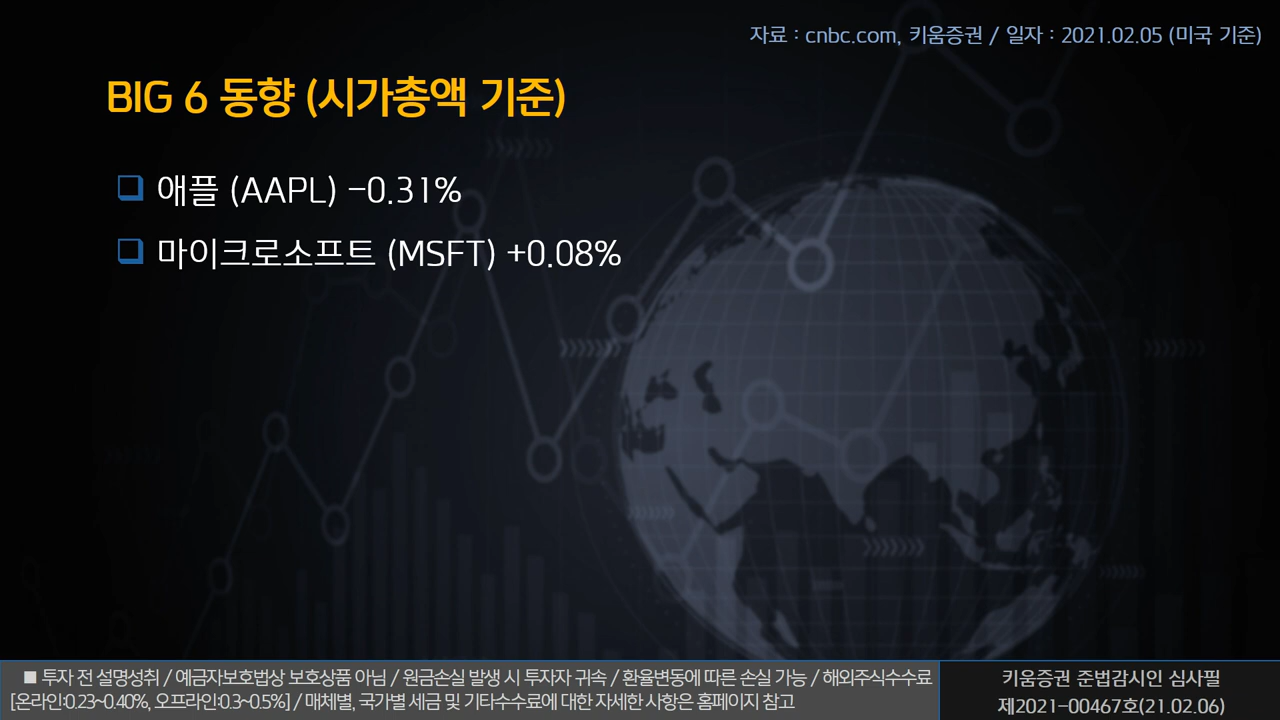 자료 : cnbc.com, 키움증권 / 일자 : 2021.02.05 (미국 기준)
BIG 6 동향 (시가총액 기준)
❑ 애플 (AAPL) -0.31%
❑ 마이크로소프트 (MSFT) +0.08%
■ 투자 전 설명성취 / 예금자보호법상 보호상품 아님 / 원금손실 발생 시 투자자 귀속 / 환율변동에 따른 손실 가능 / 해외주식수수료
[온라인:0.23~0.40%, 오프라인:0.3~0.5%] / 매체별, 국가별 세금 및 기타수수료에 대한 자세한 사항은 홈페이지 참고
키움증권 준법감시인 심사필
제2021-00467호(21.02.06)